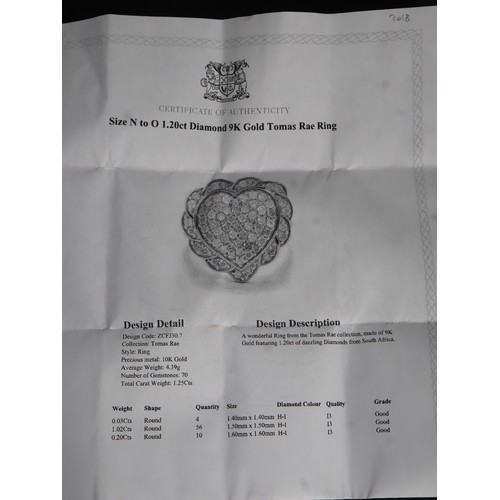 2018
CERTIFICATE OF AUTHENTICITY
Size N to O 1.20ct Diamond 9K Gold Tomas Rae Ring
Design Detail
Design Code: ZCFJ30.7
Collection: Tomas Rae
Style: Ring
Precious metal: 10K Gold
Average Weight: 4.39g
Number of Gemstones: 70
Total Carat Weight: 1.25Cts
Design Description
A wonderful Ring from the Tomas Rae collection, made of 9K
Gold featuring 1.20ct of dazzling Diamonds from South Africa.
Weight Shape Quantity Size Diamond Colour Quality Grade
0.03Cts Round 4 1.40mm x 1.40mm H-I I3 Good
1.02Cts Round 56 1.50mm x 1.50mm H-I I3 Good
0.20Cts Round 10 1.60mm x 1.60mm H-I I3 Good